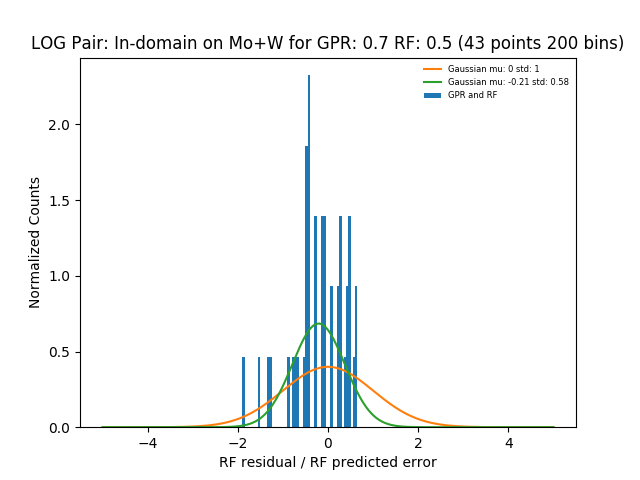 LOG Pair: In-domain on Mo+W for GPR: 0.7 RF: 0.5 (43 points 200 bins)
Gaussian mu: 0 std: 1
Gaussian mu: -0.21 std: 0.58
GPR and RF
Normalized Counts
2.0
1.5
1.0
0.5
0.0
−4
−2
0
2
4
RF residual / RF predicted error